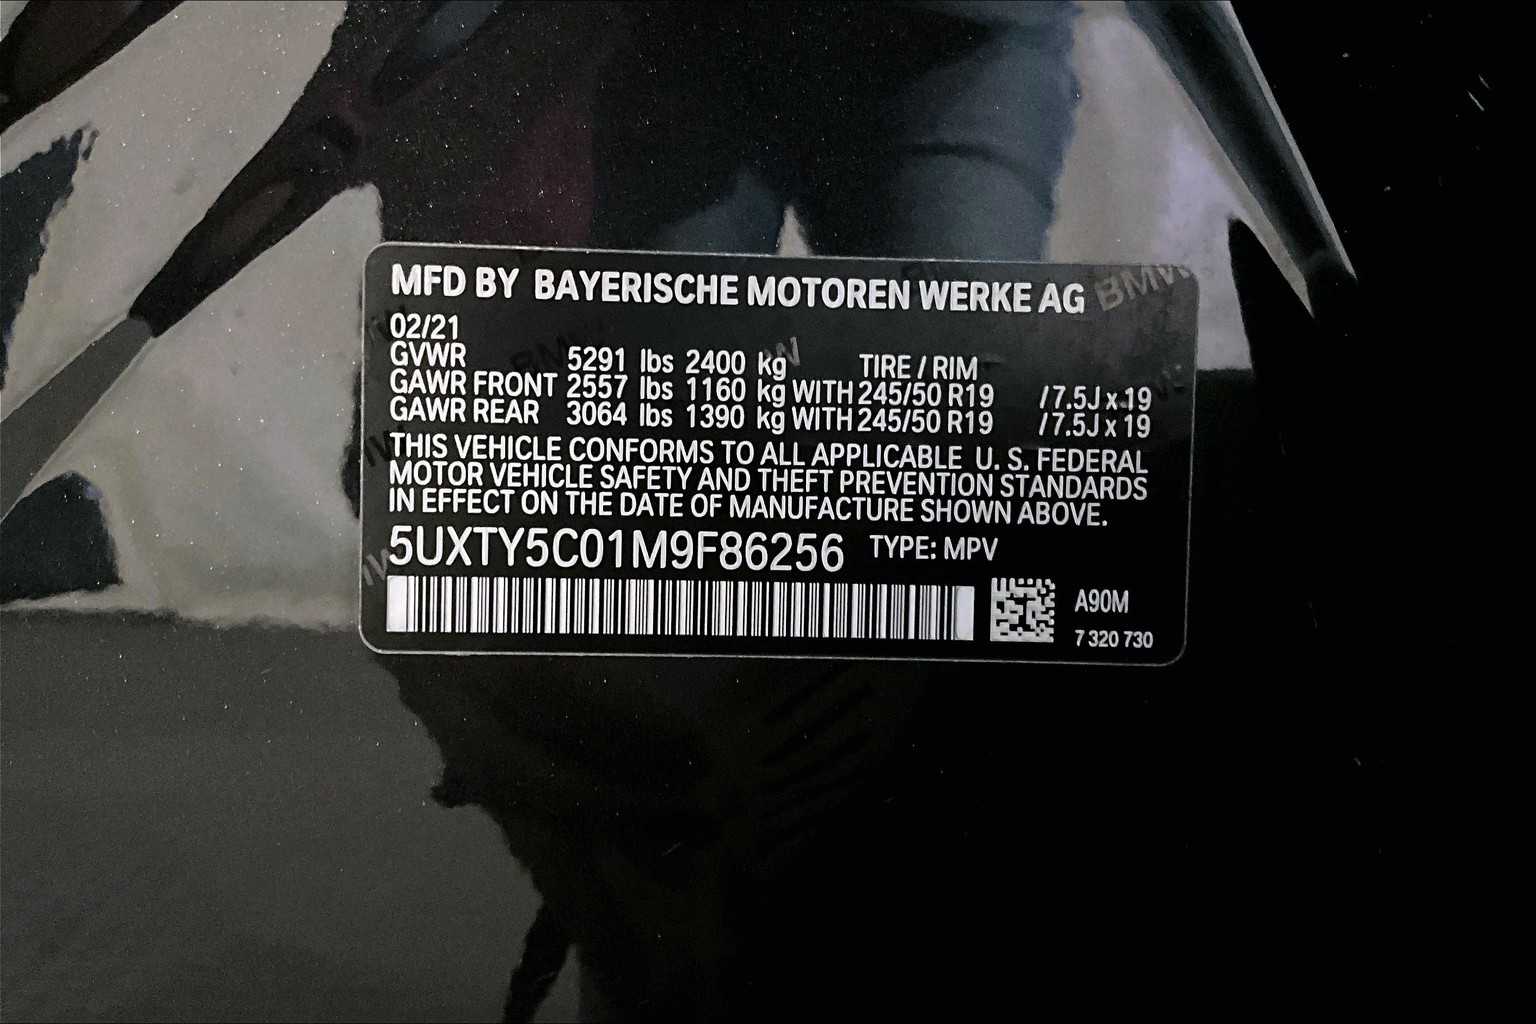 MFD BY BAYERISCHE MOTOREN WERKE AG
02/21
GVWR 5291 lbs 2400 kg TIRE / RIM
GAWR FRONT 2557 lbs 1160 kg WITH 245/50 R19 /7.5J x 19
GAWR REAR 3064 lbs 1390 kg WITH 245/50 R19 /7.5J x 19
THIS VEHICLE CONFORMS TO ALL APPLICABLE U. S. FEDERAL
MOTOR VEHICLE SAFETY AND THEFT PREVENTION STANDARDS
IN EFFECT ON THE DATE OF MANUFACTURE SHOWN ABOVE.
5UXTY5C01M9F86256 TYPE: MPV
A90M
7 320 730
BMW